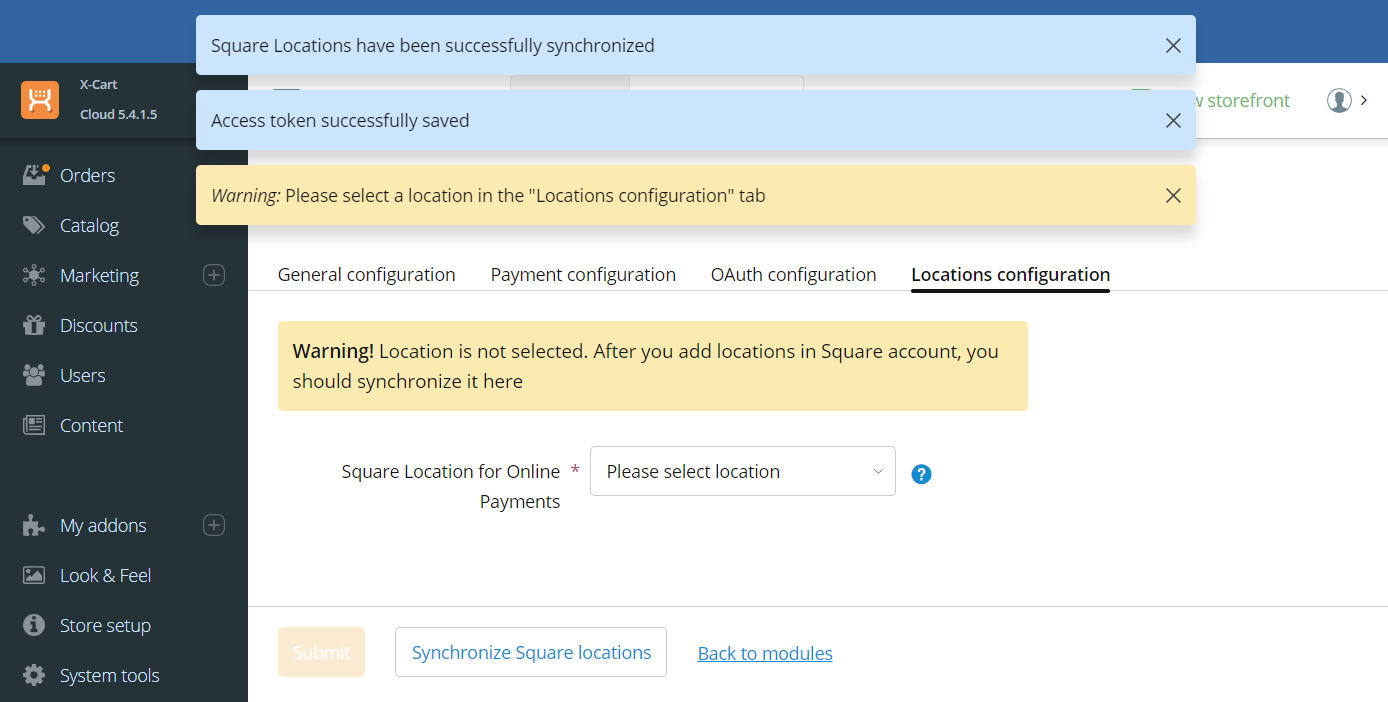 Square Locations have been successfully synchronized
X-Cart
Cloud 5.4.1.5
storefront
Access token successfully saved
Warning: Please select a location in the "Locations configuration" tab
Orders
Catalog
Marketing
Discounts
Users
Content
My addons
Look & Feel
Store setup
System tools
General configuration
Payment configuration
OAuth configuration
Locations configuration
Warning! Location is not selected. After you add locations in Square account, you
should synchronize it here
Square Location for Online *
Payments
Please select location
?
Submit
Synchronize Square locations
Back to modules